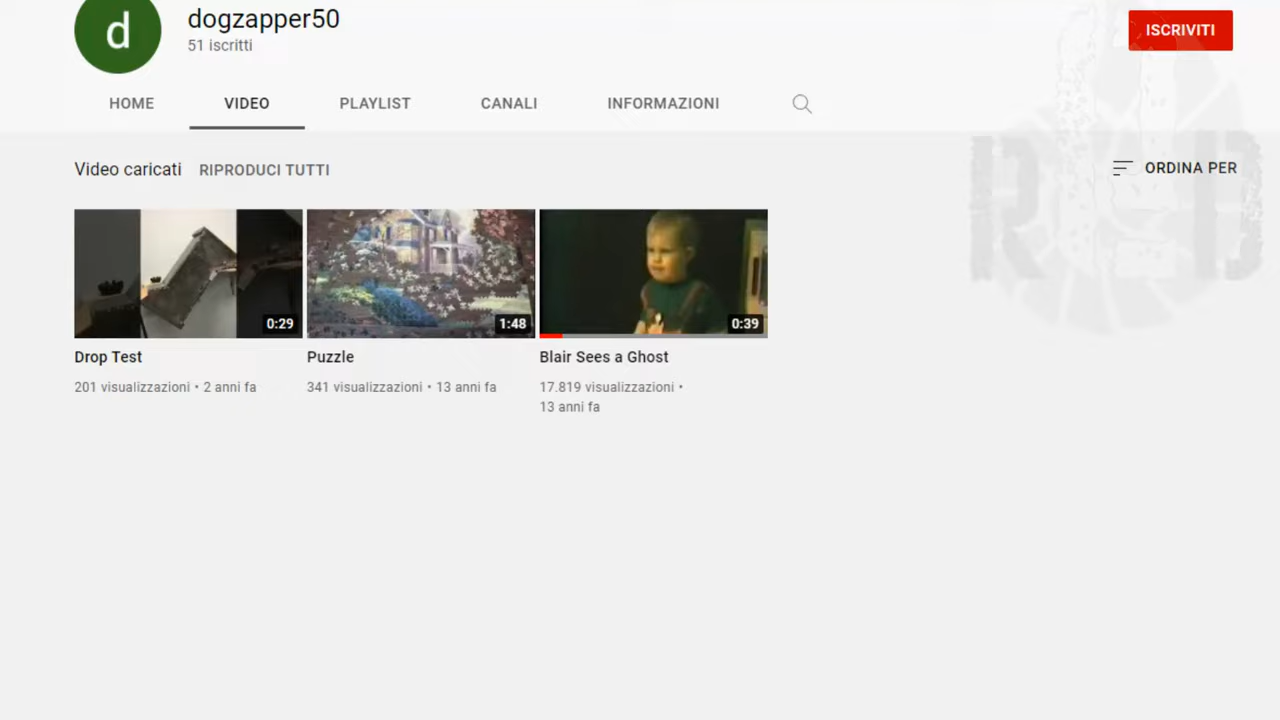 d
dogzapper50
51 iscritti
ISCRIVITI
HOME
VIDEO
PLAYLIST
CANALI
INFORMAZIONI
Video caricati
RIPRODUCI TUTTI
ORDINA PER
0:29
1:48
0:39
Drop Test
Puzzle
Blair Sees a Ghost
201 visualizzazioni • 2 anni fa
341 visualizzazioni • 13 anni fa
17.819 visualizzazioni •
13 anni fa